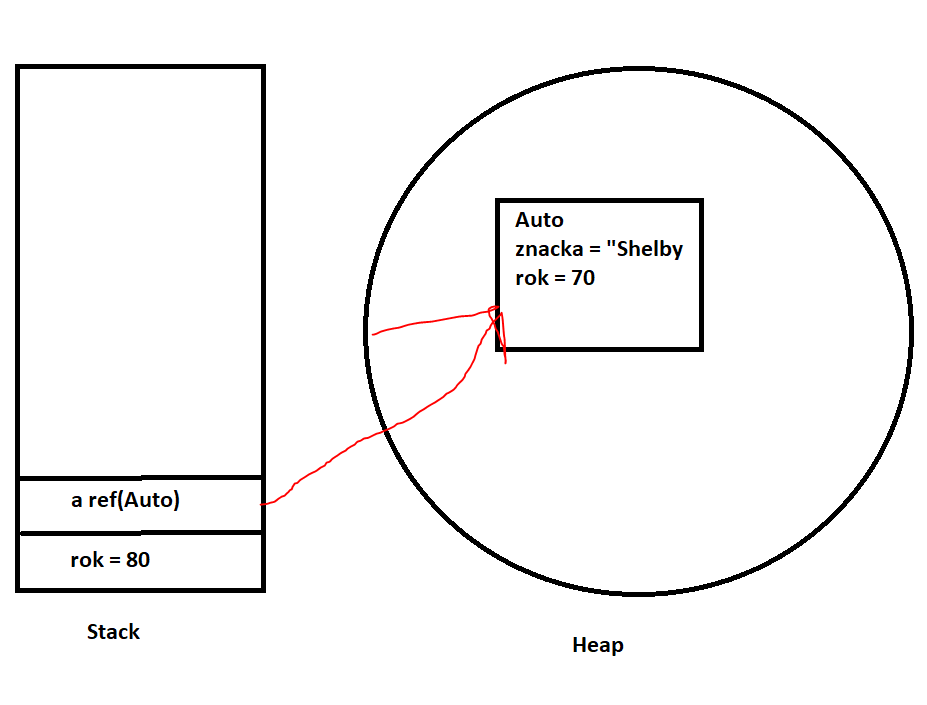 Auto
znacka = "Shelby
rok = 70
a ref(Auto)
rok = 80
Stack
Heap